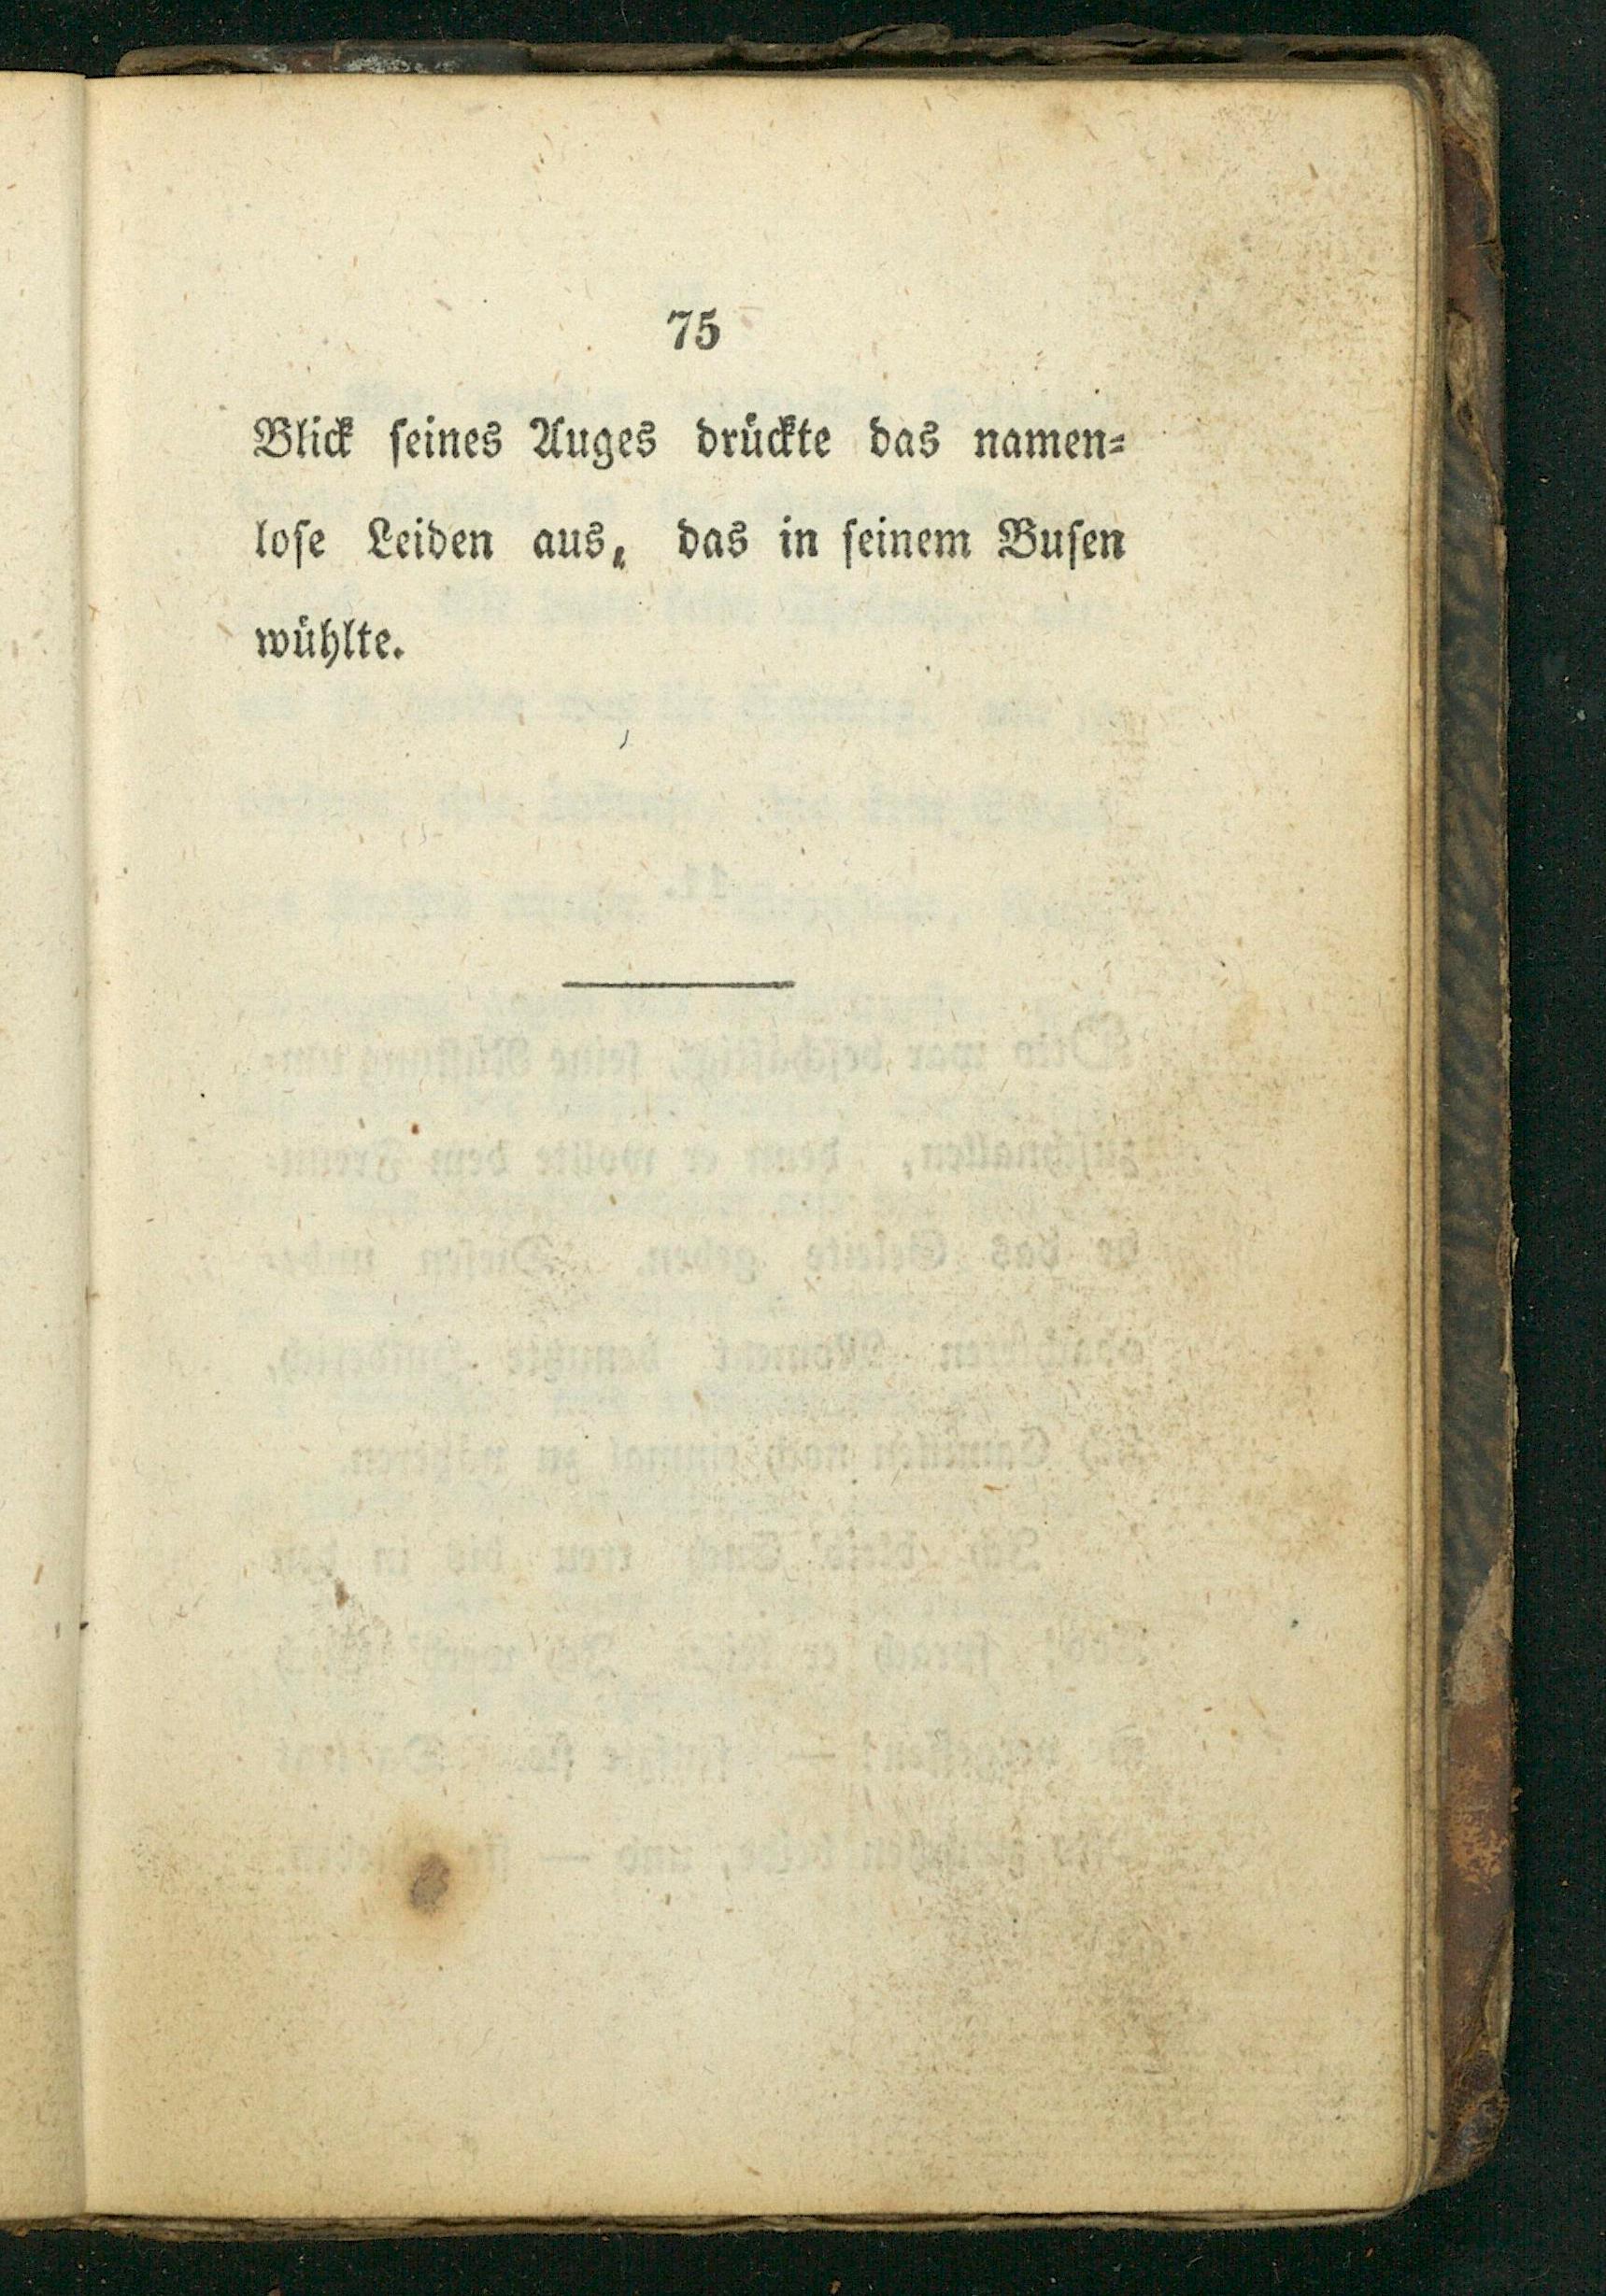 75
Blick ſeines Auges drückte das namen⸗
loſe Leiden aus, das in ſeinem Buſen
wühlte.